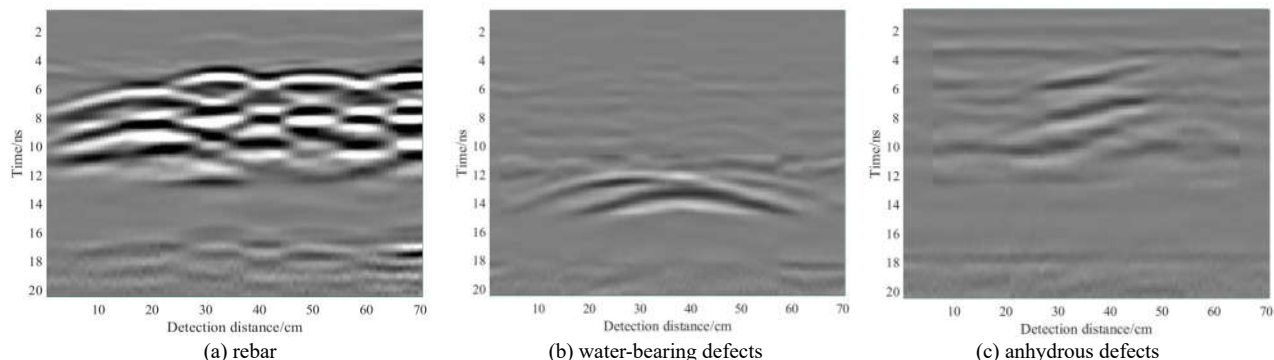 2
4
6
8
10
12
14
16
18
20
Time/ns
10 20 30 40 50 60 70
Detection distance/cm
(a) rebar
2
4
6
8
10
12
14
16
18
20
Time/ns
10 20 30 40 50 60 70
Detection distance/cm
(b) water-bearing defects
2
4
6
8
10
12
14
16
18
20
Time/ns
10 20 30 40 50 60 70
Detection distance/cm
(c) anhydrous defects